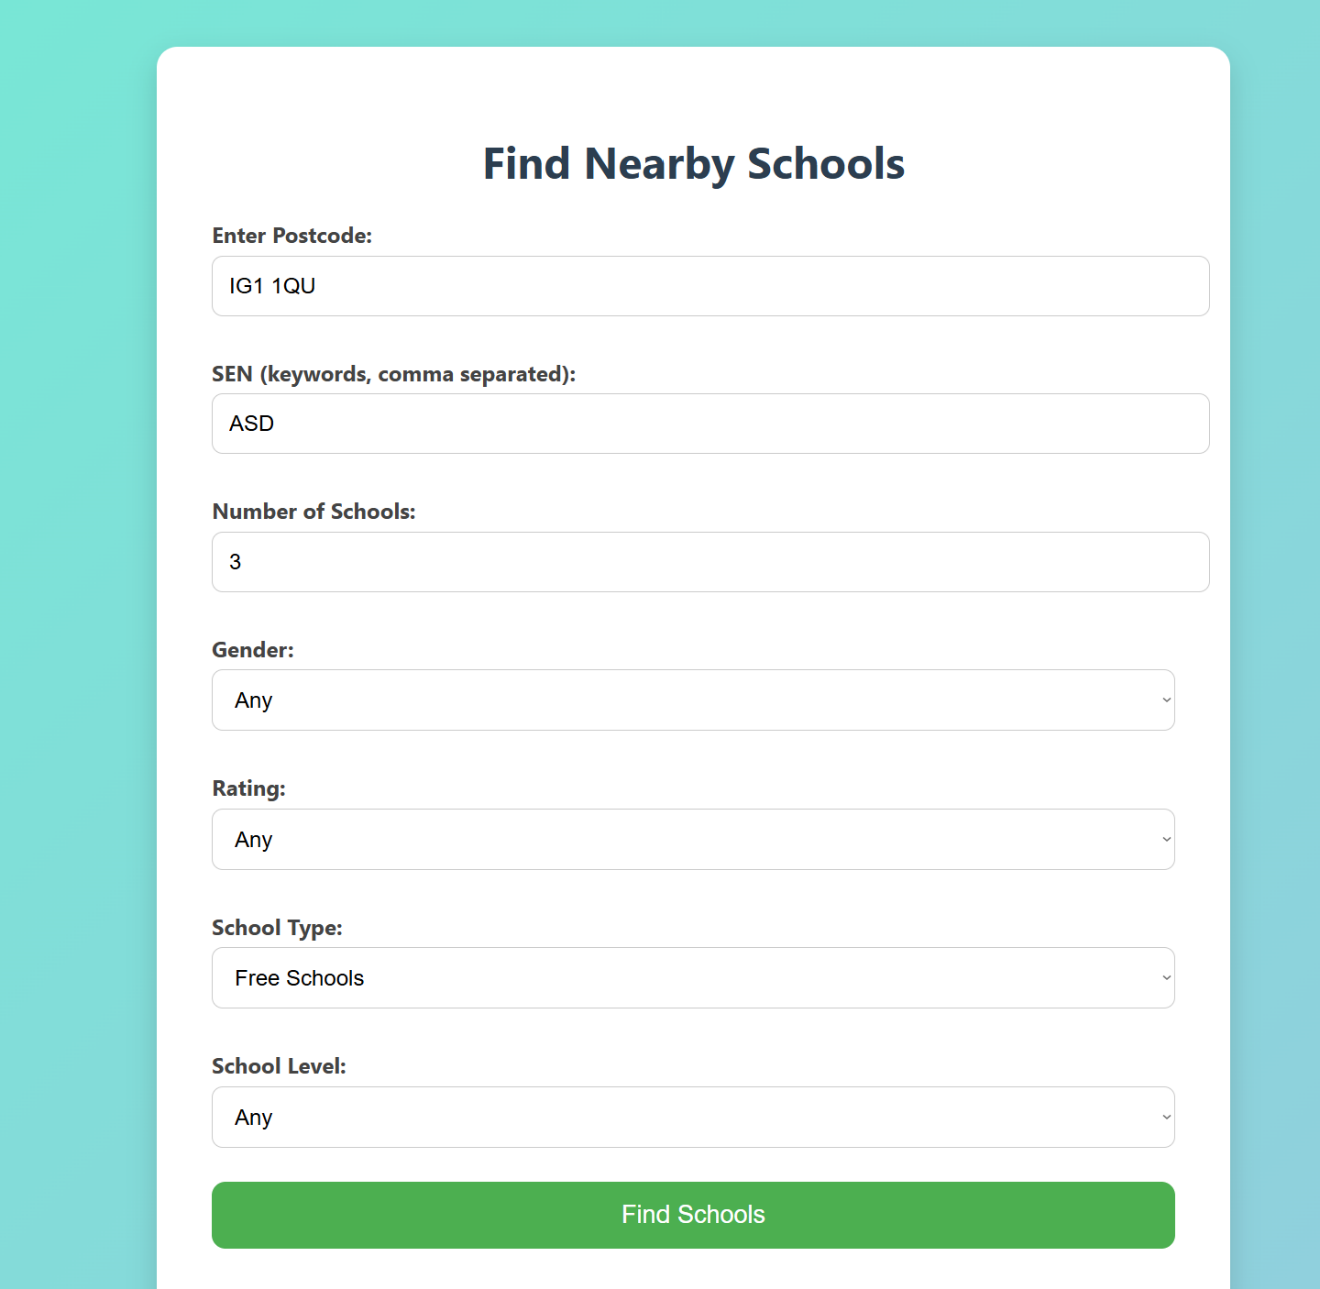 Find Nearby Schools
Enter Postcode:
IG1 1QU
SEN (keywords, comma separated):
ASD
Number of Schools:
3
Gender:
Any
Rating:
Any
School Type:
Free Schools
School Level:
Any
Find Schools